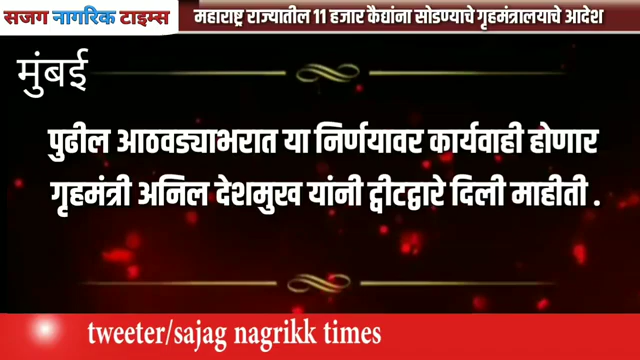 सजग नागरिक टाइम्स
महाराष्ट्र राज्यातील 11 हजार कैद्यांना सोडण्याचे गृहमंत्रालयाचे आदेश
मुंबई
पुढील आठवड्याभरात या निर्णयावर कार्यवाही होणार
गृहमंत्री अनिल देशमुख यांनी ट्वीटद्वारे दिली माहीती .
tweeter/sajag nagrikk times